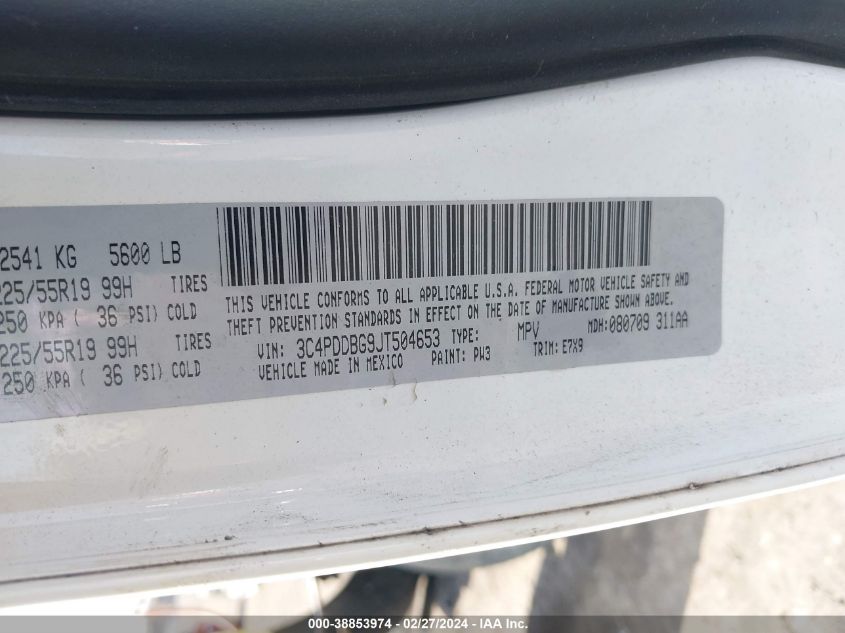 2541 KG 5600 LB
225/55R19 99H TIRES
250 KPA ( 36 PSI) COLD
225/55R19 99H TIRES
250 KPA ( 36 PSI) COLD
THIS VEHICLE CONFORMS TO ALL APPLICABLE U.S.A. FEDERAL MOTOR VEHICLE SAFETY AND
THEFT PREVENTION STANDARDS IN EFFECT ON THE DATE OF MANUFACTURE SHOWN ABOVE.
VIN: 3C4PDDBG9JT504653 TYPE: MPV MDH:080709 311AA
VEHICLE MADE IN MEXICO PAINT: PW3 TRIM: E7X9
000-38853974 - 02/27/2024 - IAA Inc.